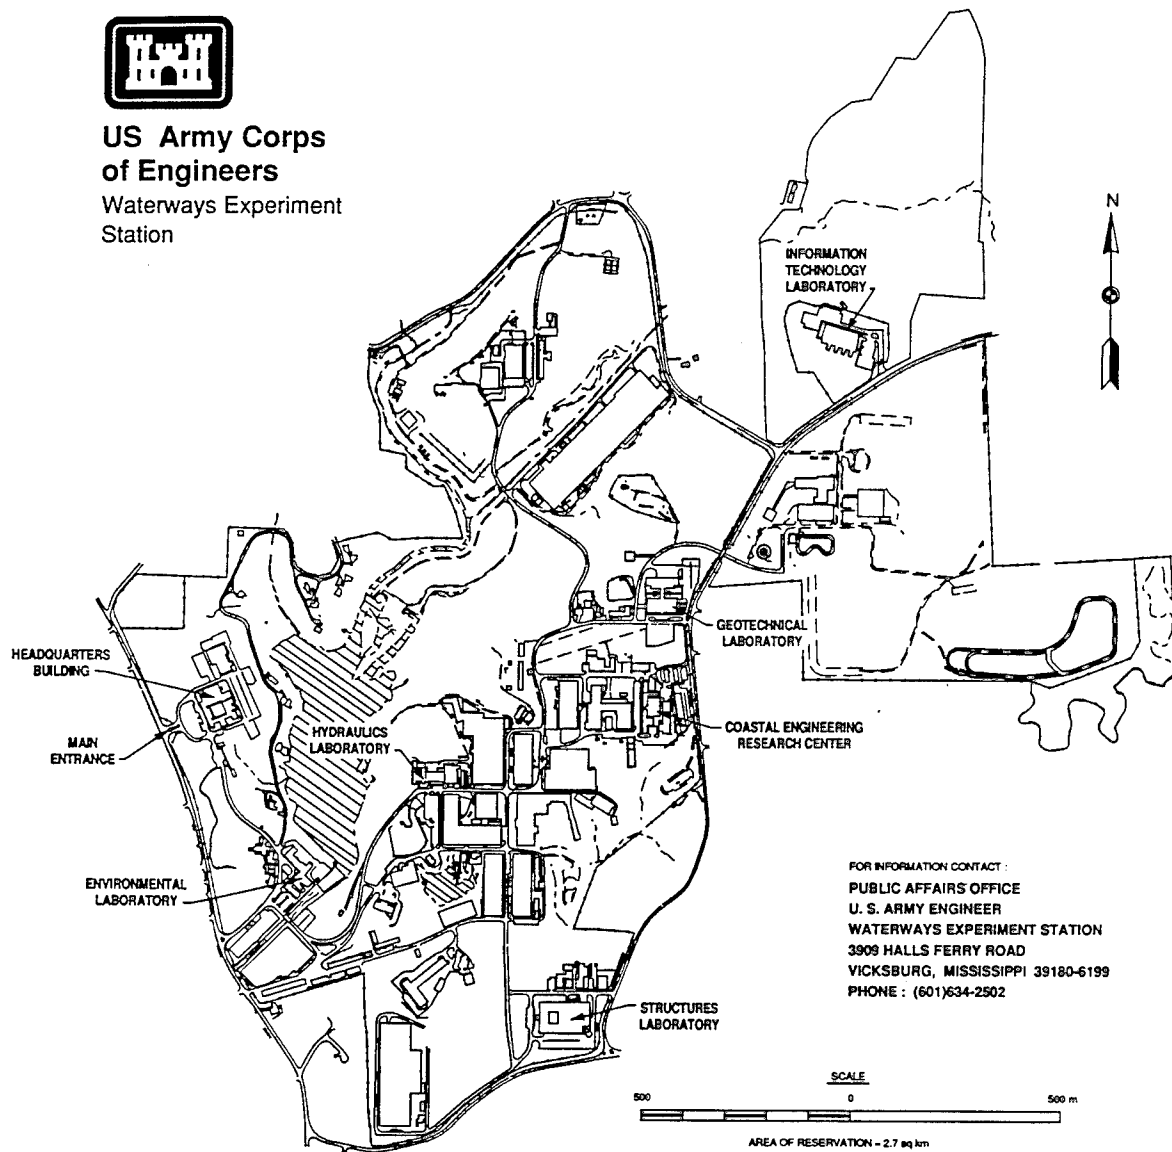 US Army Corps
of Engineers
Waterways Experiment
Station
N
INFORMATION
TECHNOLOGY
LABORATORY
GEOTECHNICAL
LABORATORY
HEADQUARTERS
BUILDING
MAIN
ENTRANCE
HYDRAULICS
LABORATORY
COASTAL ENGINEERING
RESEARCH CENTER
ENVIRONMENTAL
LABORATORY
STRUCTURES
LABORATORY
FOR INFORMATION CONTACT :
PUBLIC AFFAIRS OFFICE
U. S. ARMY ENGINEER
WATERWAYS EXPERIMENT STATION
3909 HALLS FERRY ROAD
VICKSBURG, MISSISSIPPI 39180-6199
PHONE : (601)634-2502
SCALE
500 0 500 m
AREA OF RESERVATION - 2.7 sq km